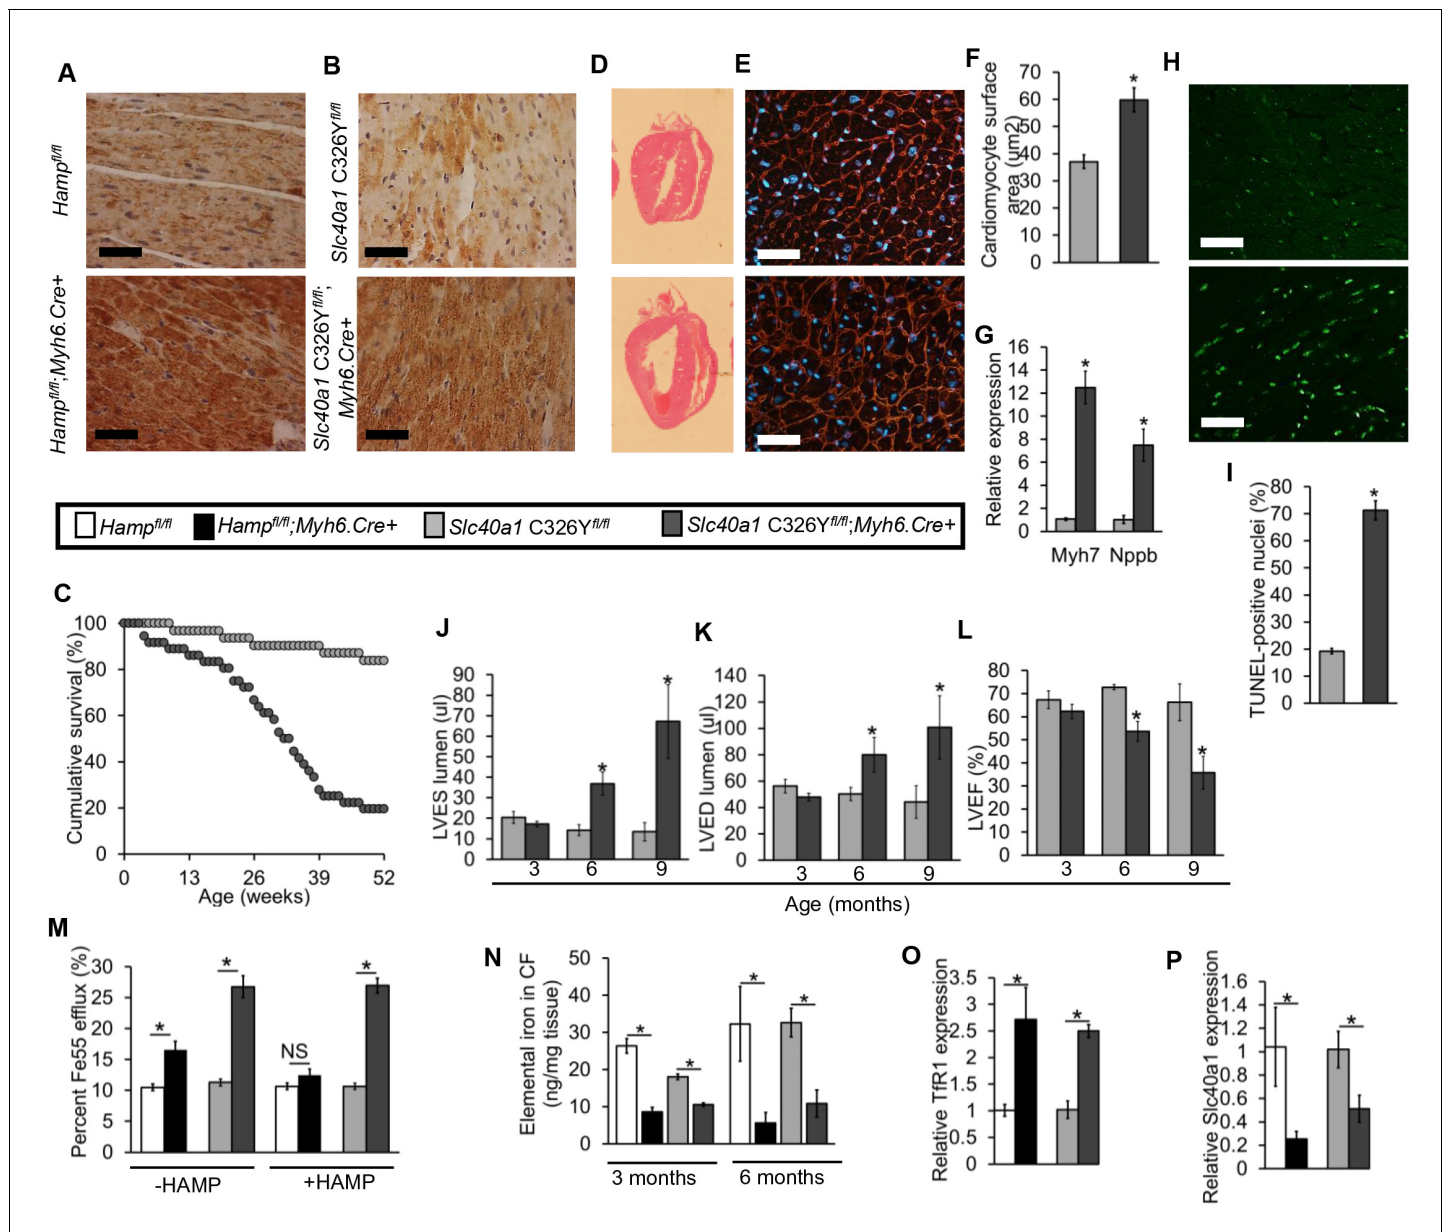 A
B
D
E
F
H
Hamp^fl/fl
Hamp^fl/fl;Myh6.Cre+
Slc40a1 C326Y^fl/fl
Slc40a1 C326Y^fl/fl;
Myh6.Cre+
Cardiomyocyte surface
area (um2)
70
60
50
40
30
20
10
0
*
G
Relative expression
16
14
12
10
8
6
4
2
0
* *
Myh7 Nppb
I
TUNEL-positive nuclei (%)
80
70
60
50
40
30
20
10
0
*
Hamp^fl/fl Hamp^fl/fl;Myh6.Cre+ Slc40a1 C326Y^fl/fl Slc40a1 C326Y^fl/fl;Myh6.Cre+
C
Cumulative survival (%)
100
80
60
40
20
0
0 13 26 39 52
Age (weeks)
J
LVES lumen (ul)
90
80
70
60
50
40
30
20
10
0
* *
3 6 9
K
LVED lumen (ul)
140
120
100
80
60
40
20
0
* *
3 6 9
L
LVEF (%)
80
70
60
50
40
30
20
10
0
* *
3 6 9
Age (months)
M
Percent Fe55 efflux (%)
30
25
20
15
10
5
0
* * NS *
-HAMP +HAMP
N
Elemental iron in CF
(ng/mg tissue)
50
40
30
20
10
0
* * * *
3 months 6 months
O
Relative TfR1 expression
3.5
3
2.5
2
1.5
1
0.5
0
* *
P
Relative Slc40a1 expression
1.6
1.4
1.2
1
0.8
0.6
0.4
0.2
0
* *